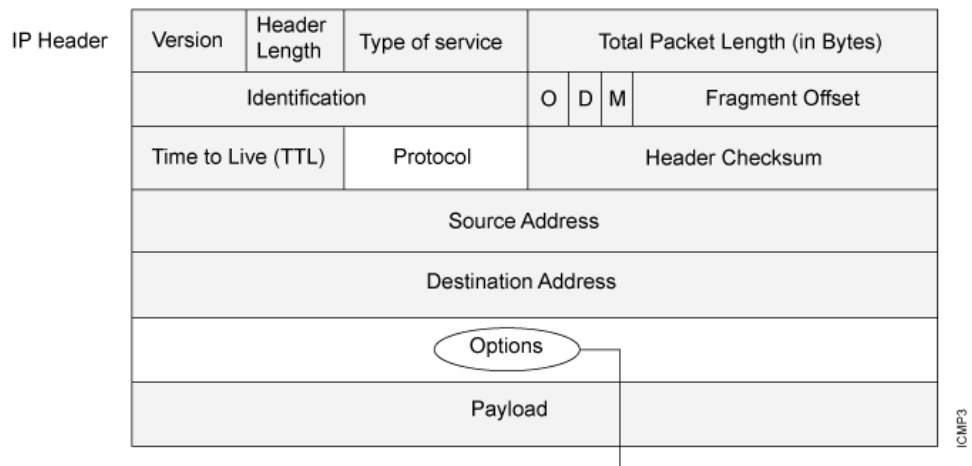 IP Header
Version
Header
Length
Type of service
Total Packet Length (in Bytes)
Identification
O
D
M
Fragment Offset
Time to Live (TTL)
Protocol
Header Checksum
Source Address
Destination Address
Options
Payload
ICMP3